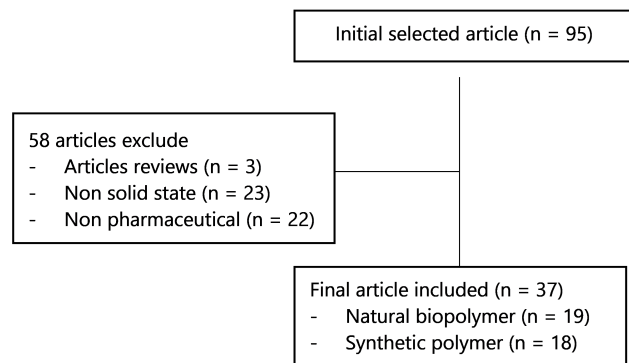 Initial selected article (n = 95)
58 articles exclude
- Articles reviews (n = 3)
- Non solid state (n = 23)
- Non pharmaceutical (n = 22)
Final article included (n = 37)
- Natural biopolymer (n = 19)
- Synthetic polymer (n = 18)